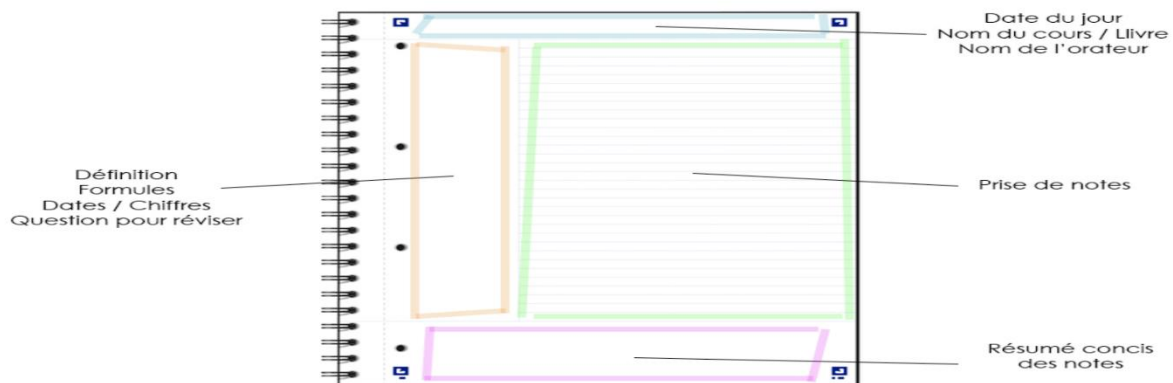 Date du jour
Nom du cours / Llivre
Nom de l'orateur
Définition
Formules
Dates / Chiffres
Question pour réviser
Prise de notes
Résumé concis
des notes